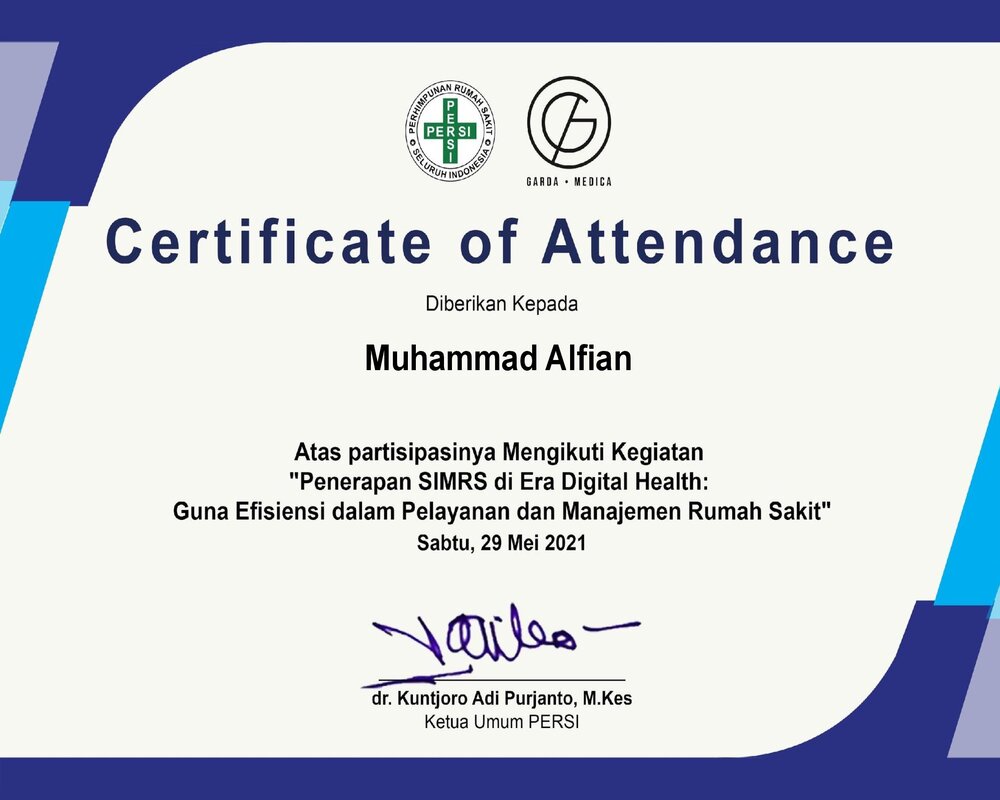 PERHIMPUNAN RUMAH SAKIT
PERSI
PERSI
SELURUH INDONESIA
GARDA • MEDICA
Certificate of Attendance
Diberikan Kepada
Muhammad Alfian
Atas partisipasinya Mengikuti Kegiatan
"Penerapan SIMRS di Era Digital Health:
Guna Efisiensi dalam Pelayanan dan Manajemen Rumah Sakit"
Sabtu, 29 Mei 2021
dr. Kuntjoro Adi Purjanto, M.Kes
Ketua Umum PERSI